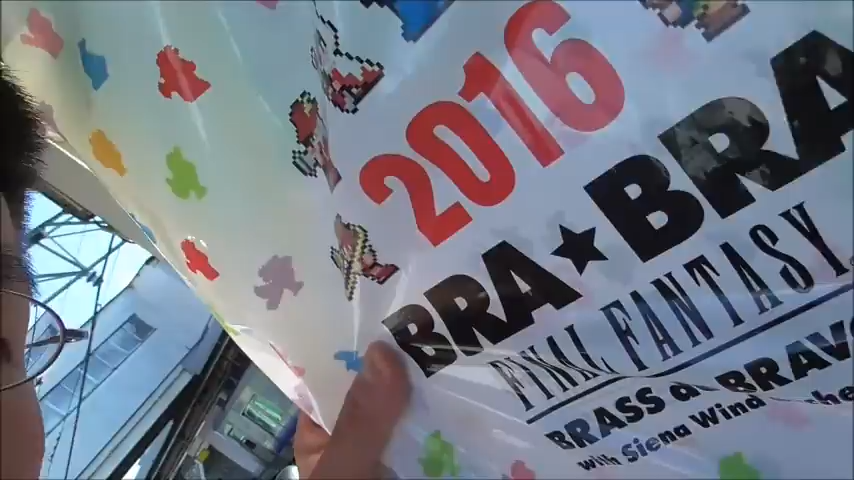 2016
BRA★BRA
FINAL FANTASY
BRASS de BRAVO
with Siena Wind